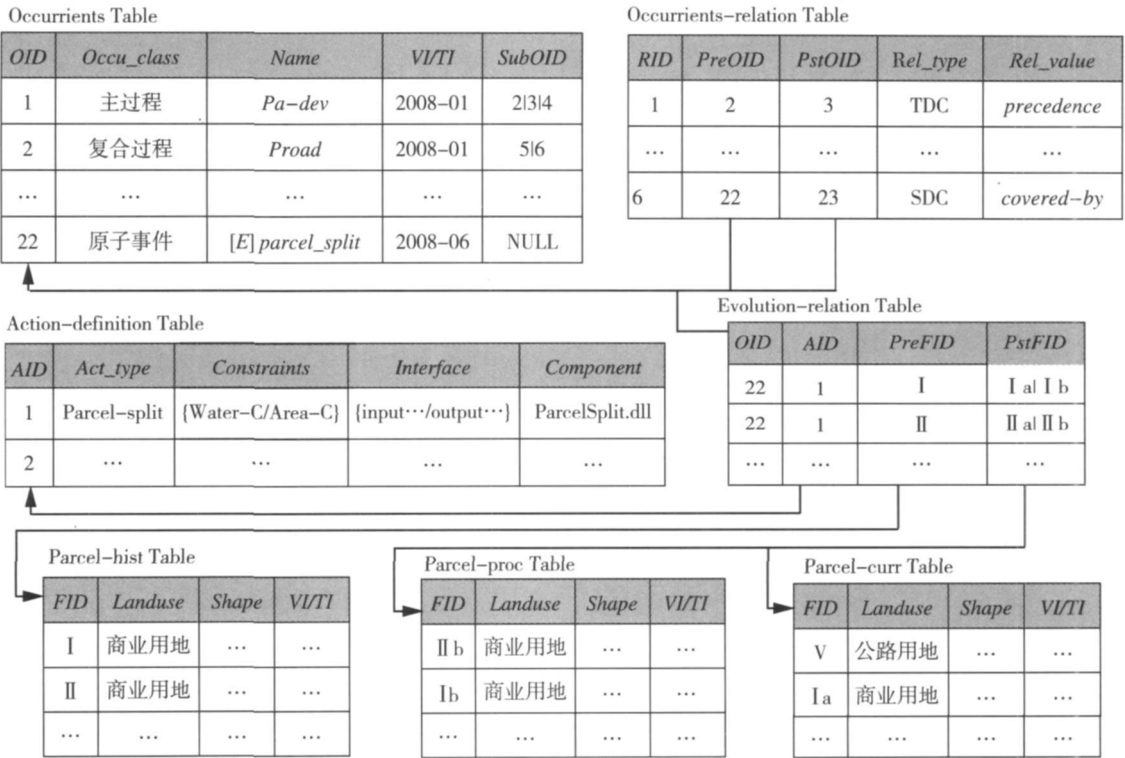 Occurrients Table
OID Occu_class Name VI/TI SubOID
1 主过程 Pa-dev 2008-01 2|3|4
2 复合过程 Proad 2008-01 5|6
… … … … …
22 原子事件 [E] parcel_split 2008-06 NULL
Occurrients-relation Table
RID PreOID PstOID Rel_type Rel_value
1 2 3 TDC precedence
… … … … …
6 22 23 SDC covered-by
Action-definition Table
AID Act_type Constraints Interface Component
1 Parcel-split {Water-C/Area-C} {input…/output…} ParcelSplit.dll
2 … … … …
Evolution-relation Table
OID AID PreFID PstFID
22 1 Ⅰ Ⅰa|Ⅰb
22 1 Ⅱ Ⅱa|Ⅱb
… … … …
Parcel-hist Table
FID Landuse Shape VI/TI
Ⅰ 商业用地 … …
Ⅱ 商业用地 … …
… … … …
Parcel-proc Table
FID Landuse Shape VI/TI
Ⅱb 商业用地 … …
Ⅰb 商业用地 … …
… … … …
Parcel-curr Table
FID Landuse Shape VI/TI
Ⅴ 公路用地 … …
Ⅰa 商业用地 … …
… … … …